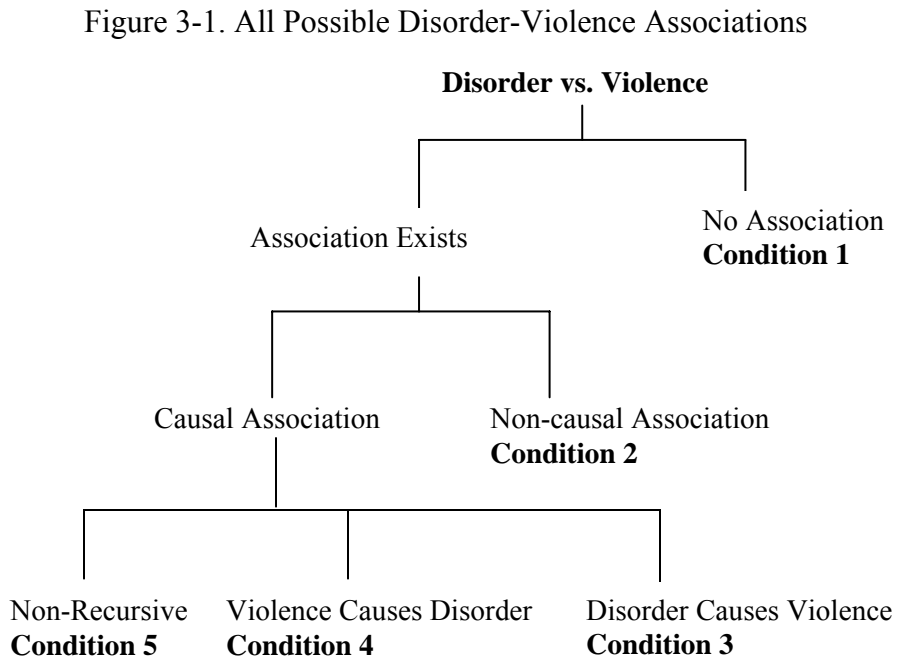 Figure 3-1. All Possible Disorder-Violence Associations
Disorder vs. Violence
No Association
Condition 1
Association Exists
Causal Association
Non-causal Association
Condition 2
Non-Recursive
Condition 5
Violence Causes Disorder
Condition 4
Disorder Causes Violence
Condition 3